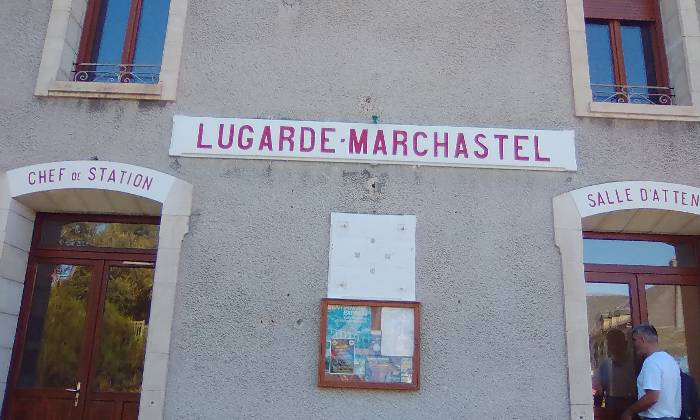 LUGARDE-MARCHASTEL
CHEF DE STATION
SALLE D'ATTEN